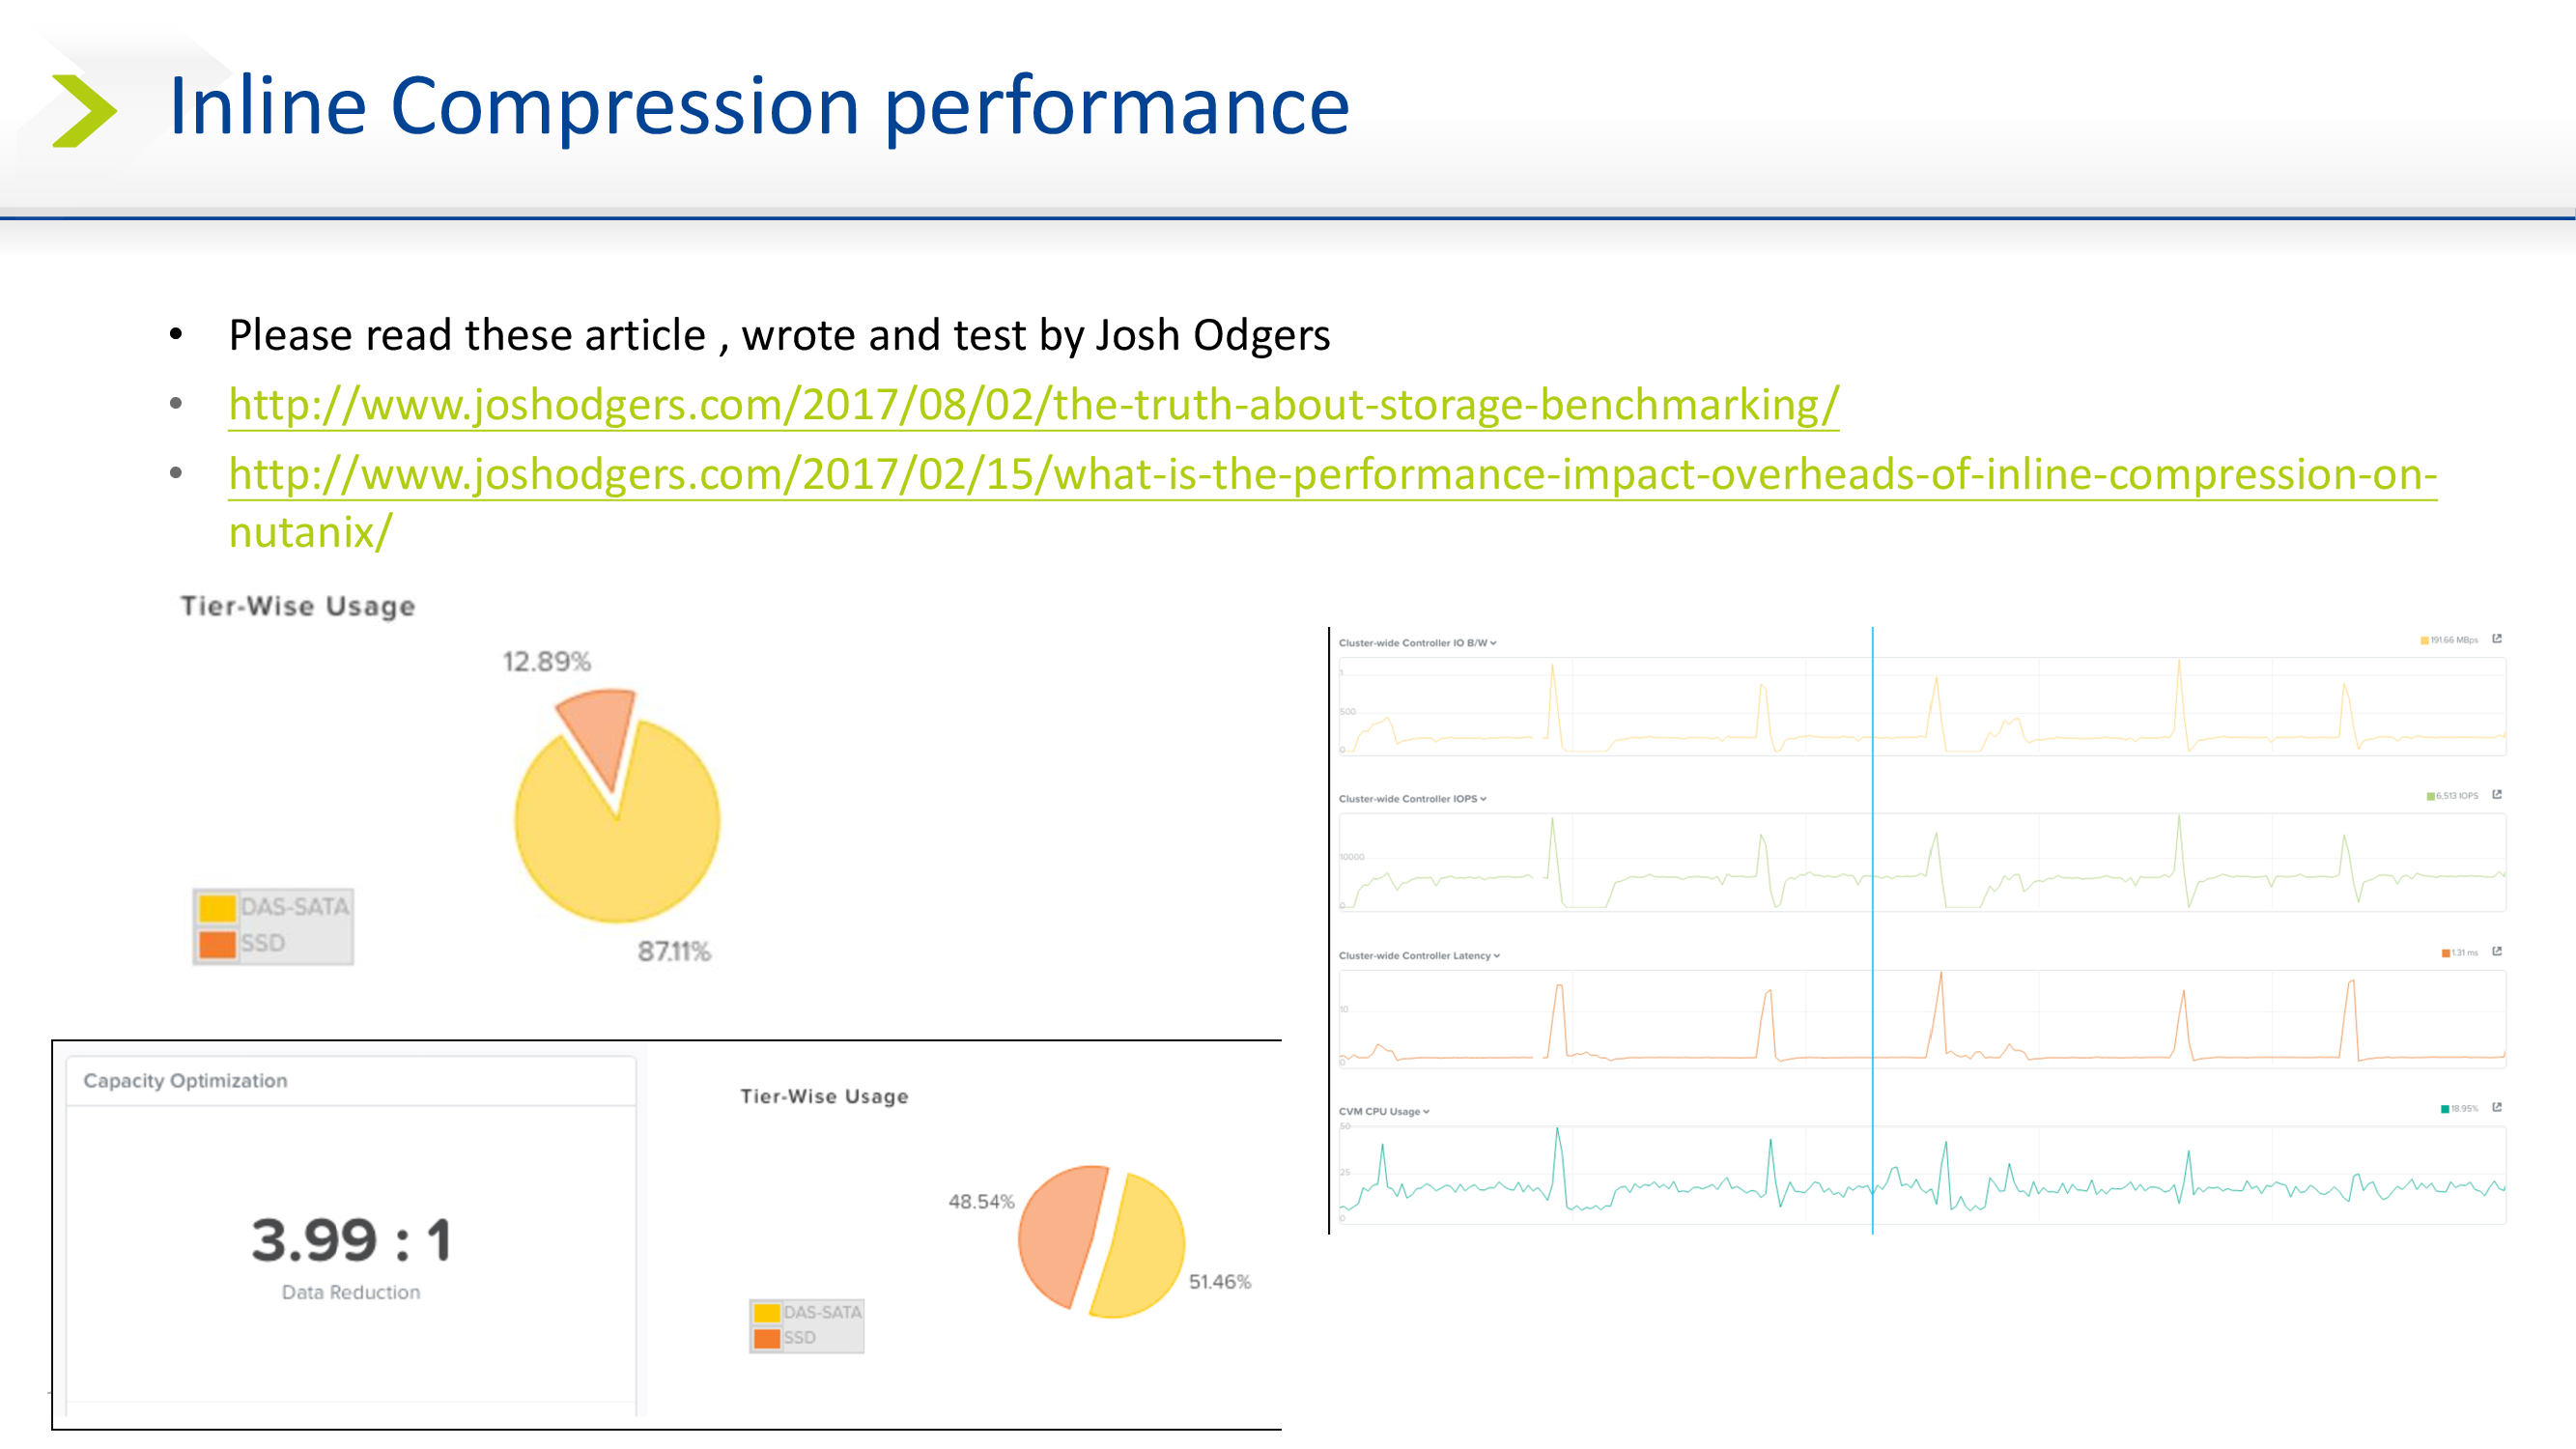 Inline Compression performance
• Please read these article , wrote and test by Josh Odgers
• http://www.joshodgers.com/2017/08/02/the-truth-about-storage-benchmarking/
• http://www.joshodgers.com/2017/02/15/what-is-the-performance-impact-overheads-of-inline-compression-on-
nutanix/
Tier-Wise Usage
12.89%
87.11%
DAS-SATA
SSD
Capacity Optimization
3.99 : 1
Data Reduction
Tier-Wise Usage
48.54%
51.46%
DAS-SATA
SSD
Cluster-wide Controller IO B/W
191.66 MBps
1
500
0
Cluster-wide Controller IOPS
6,513 IOPS
10000
0
Cluster-wide Controller Latency
1.31 ms
10
0
CVM CPU Usage
18.95%
50
25
0